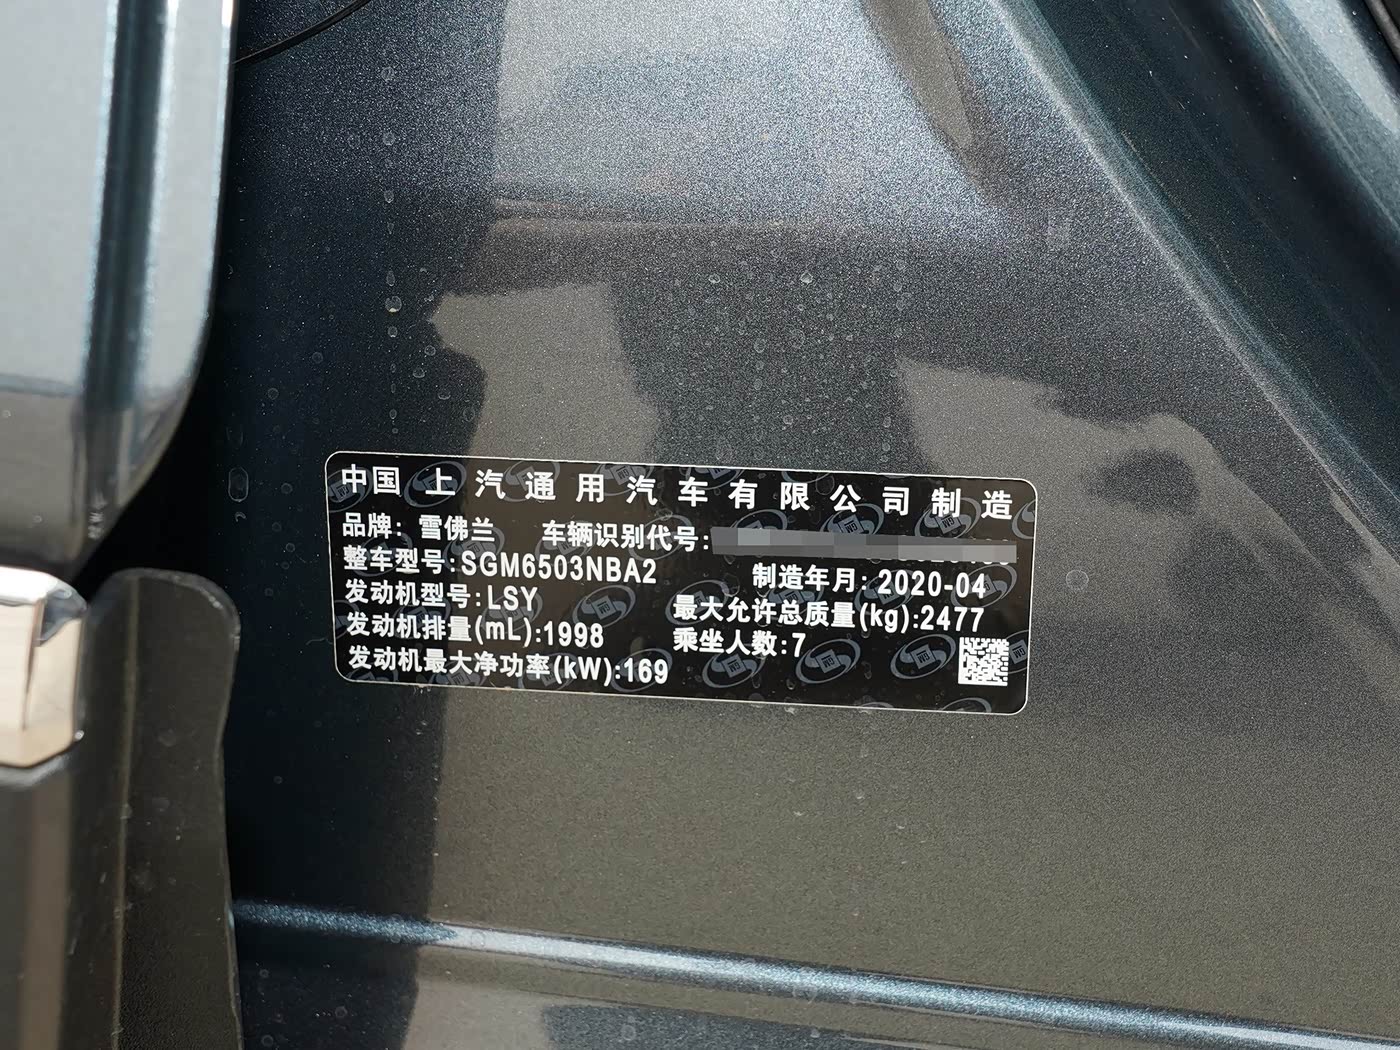 中国 上汽通用汽车有限公司制造
品牌: 雪佛兰 车辆识别代号:
整车型号:SGM6503NBA2 制造年月: 2020-04
发动机型号:LSY 最大允许总质量(kg):2477
发动机排量(mL):1998 乘坐人数:7
发动机最大净功率(kW):169